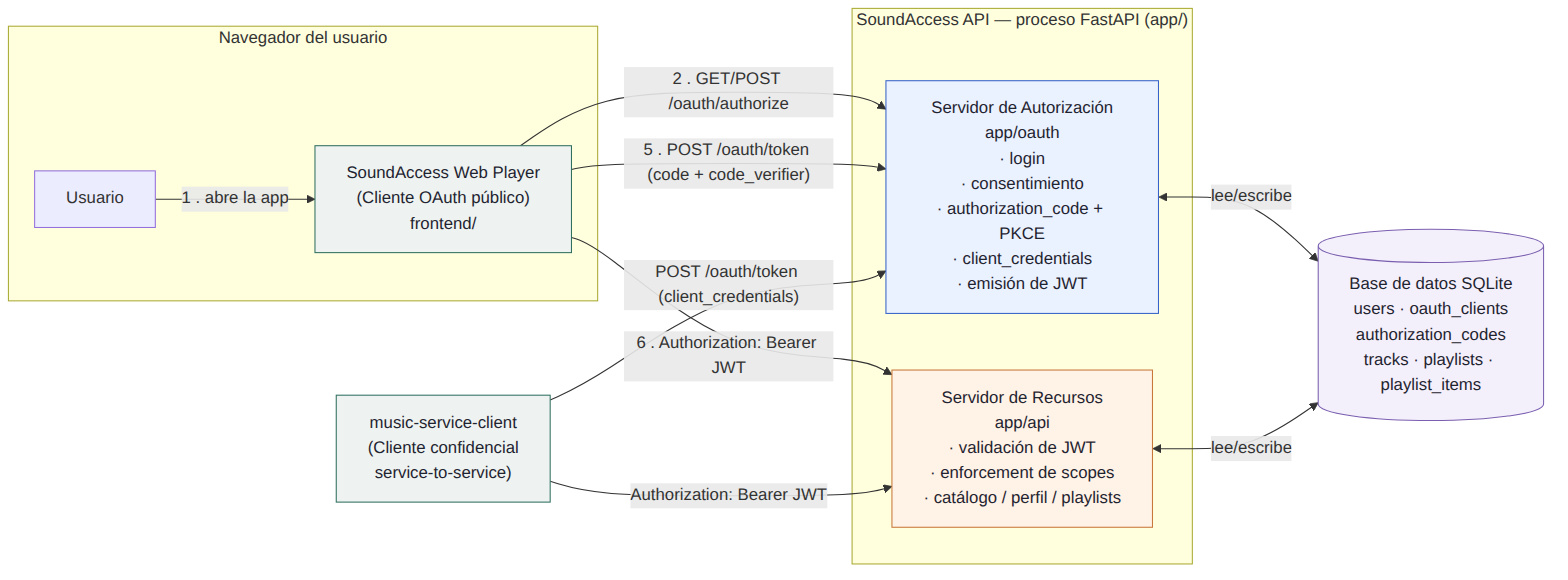 Navegador del usuario
Usuario
1 . abre la app
SoundAccess Web Player
(Cliente OAuth público)
frontend/
music-service-client
(Cliente confidencial
service-to-service)
2 . GET/POST
/oauth/authorize
5 . POST /oauth/token
(code + code_verifier)
POST /oauth/token
(client_credentials)
6 . Authorization: Bearer
JWT
Authorization: Bearer JWT
SoundAccess API — proceso FastAPI (app/)
Servidor de Autorización
app/oauth
· login
· consentimiento
· authorization_code +
PKCE
· client_credentials
· emisión de JWT
Servidor de Recursos
app/api
· validación de JWT
· enforcement de scopes
· catálogo / perfil / playlists
lee/escribe
lee/escribe
Base de datos SQLite
users · oauth_clients
authorization_codes
tracks · playlists ·
playlist_items